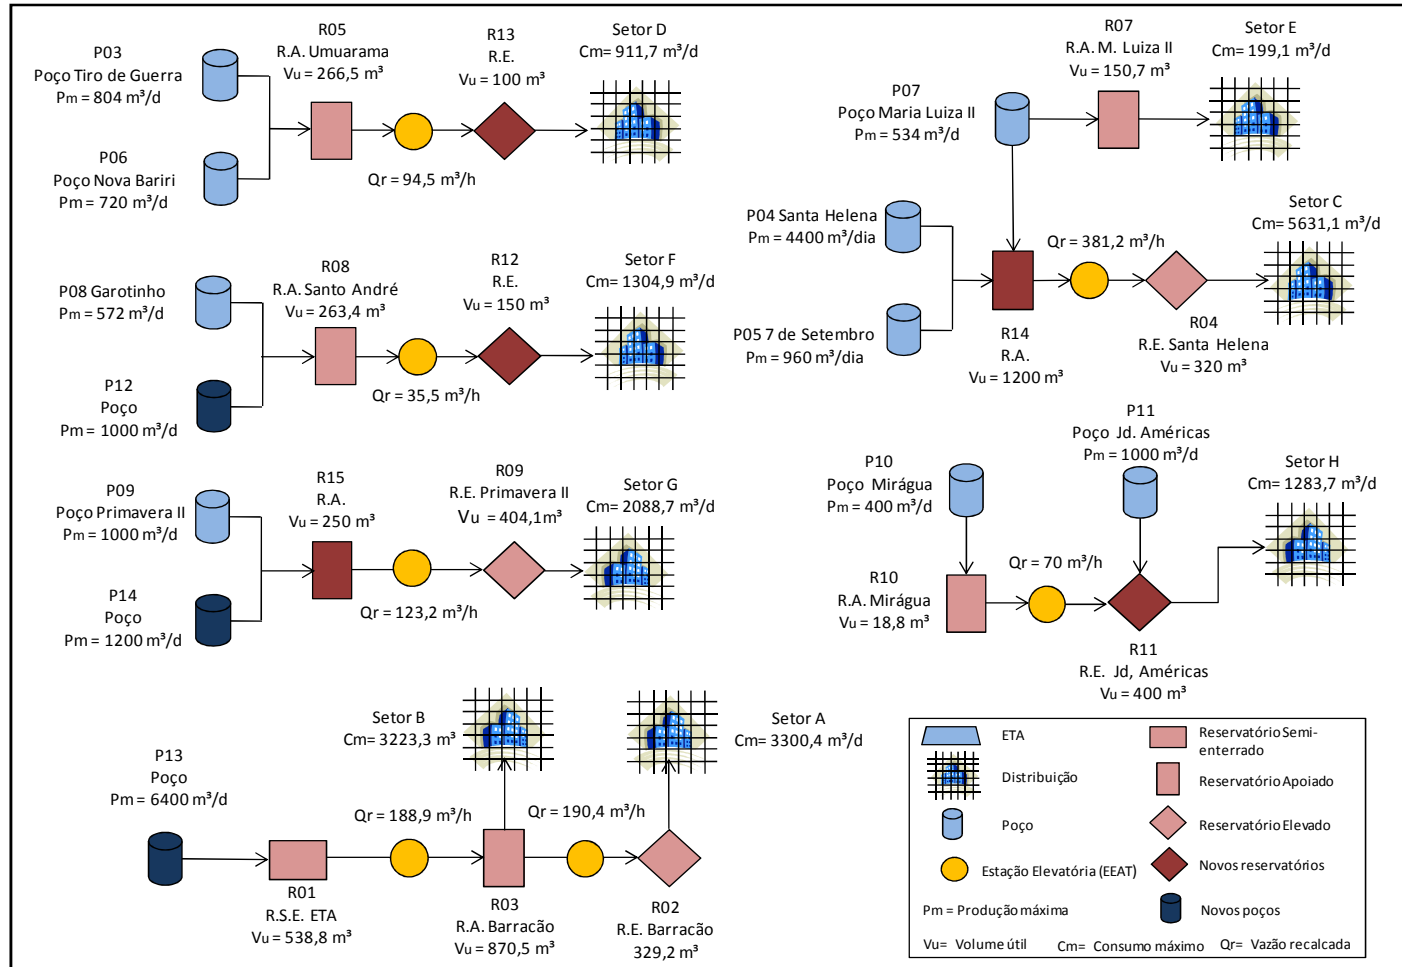 P03
Poço Tiro de Guerra
Pm = 804 m³/d
P06
Poço Nova Bariri
Pm = 720 m³/d
R05
R.A. Umuarama
Vu = 266,5 m³
Qr = 94,5 m³/h
R13
R.E.
Vu = 100 m³
Setor D
Cm= 911,7 m³/d
P07
Poço Maria Luiza II
Pm = 534 m³/d
R07
R.A. M. Luiza II
Vu = 150,7 m³
Setor E
Cm= 199,1 m³/d
P04 Santa Helena
Pm = 4400 m³/dia
P05 7 de Setembro
Pm = 960 m³/dia
R14
R.A.
Vu = 1200 m³
Qr = 381,2 m³/h
R04
R.E. Santa Helena
Vu = 320 m³
Setor C
Cm= 5631,1 m³/d
P08 Garotinho
Pm = 572 m³/d
P12
Poço
Pm = 1000 m³/d
R08
R.A. Santo André
Vu = 263,4 m³
Qr = 35,5 m³/h
R12
R.E.
Vu = 150 m³
Setor F
Cm= 1304,9 m³/d
P09
Poço Primavera II
Pm = 1000 m³/d
P14
Poço
Pm = 1200 m³/d
R15
R.A.
Vu = 250 m³
Qr = 123,2 m³/h
R09
R.E. Primavera II
Vu = 404,1m³
Setor G
Cm= 2088,7 m³/d
P10
Poço Mirágua
Pm = 400 m³/d
R10
R.A. Mirágua
Vu = 18,8 m³
Qr = 70 m³/h
P11
Poço Jd. Américas
Pm = 1000 m³/d
R11
R.E. Jd, Américas
Vu = 400 m³
Setor H
Cm= 1283,7 m³/d
P13
Poço
Pm = 6400 m³/d
R01
R.S.E. ETA
Vu = 538,8 m³
Qr = 188,9 m³/h
Setor B
Cm= 3223,3 m³
R03
R.A. Barracão
Vu = 870,5 m³
Qr = 190,4 m³/h
R02
R.E. Barracão
329,2 m³
Setor A
Cm= 3300,4 m³/d
ETA
Distribuição
Poço
Estação Elevatória (EEAT)
Pm = Produção máxima
Reservatório Semi-
enterrado
Reservatório Apoiado
Reservatório Elevado
Novos reservatórios
Novos poços
Vu= Volume útil
Cm= Consumo máximo
Qr= Vazão recalcada